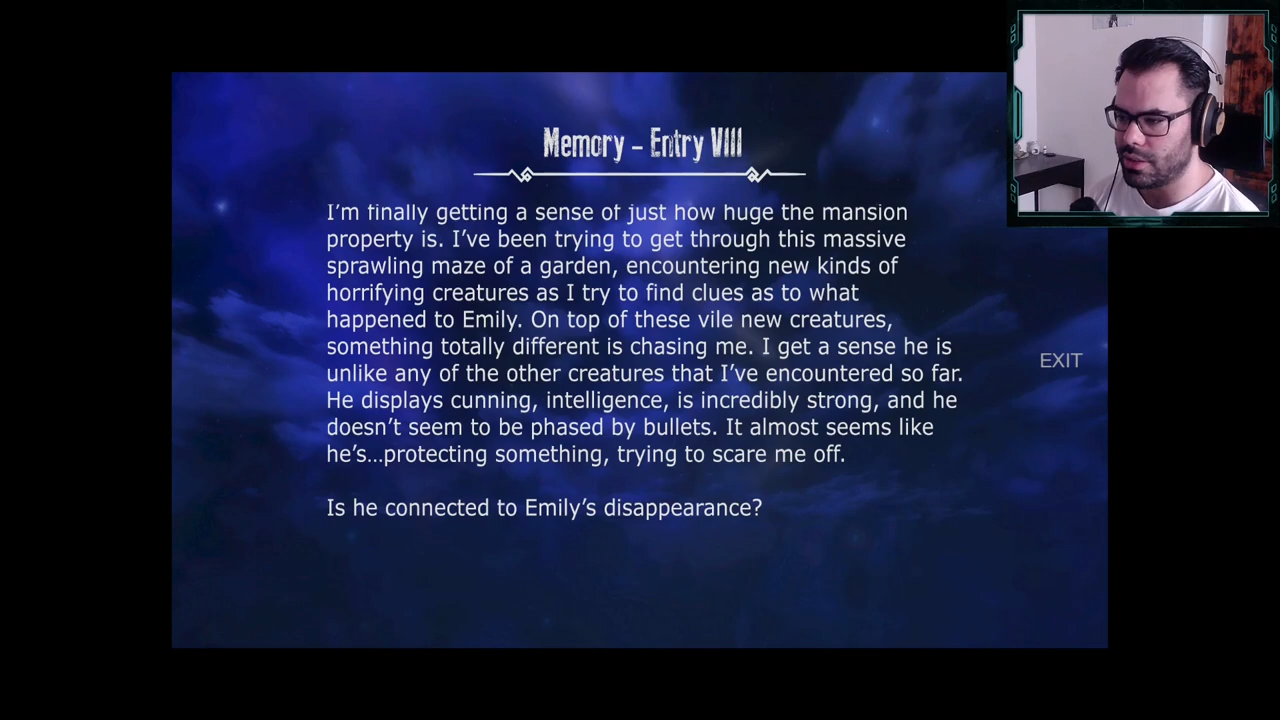 Memory – Entry VIII
I'm finally getting a sense of just how huge the mansion
property is. I've been trying to get through this massive
sprawling maze of a garden, encountering new kinds of
horrifying creatures as I try to find clues as to what
happened to Emily. On top of these vile new creatures,
something totally different is chasing me. I get a sense he is
unlike any of the other creatures that I've encountered so far.
He displays cunning, intelligence, is incredibly strong, and he
doesn't seem to be phased by bullets. It almost seems like
he's…protecting something, trying to scare me off.
Is he connected to Emily's disappearance?
EXIT